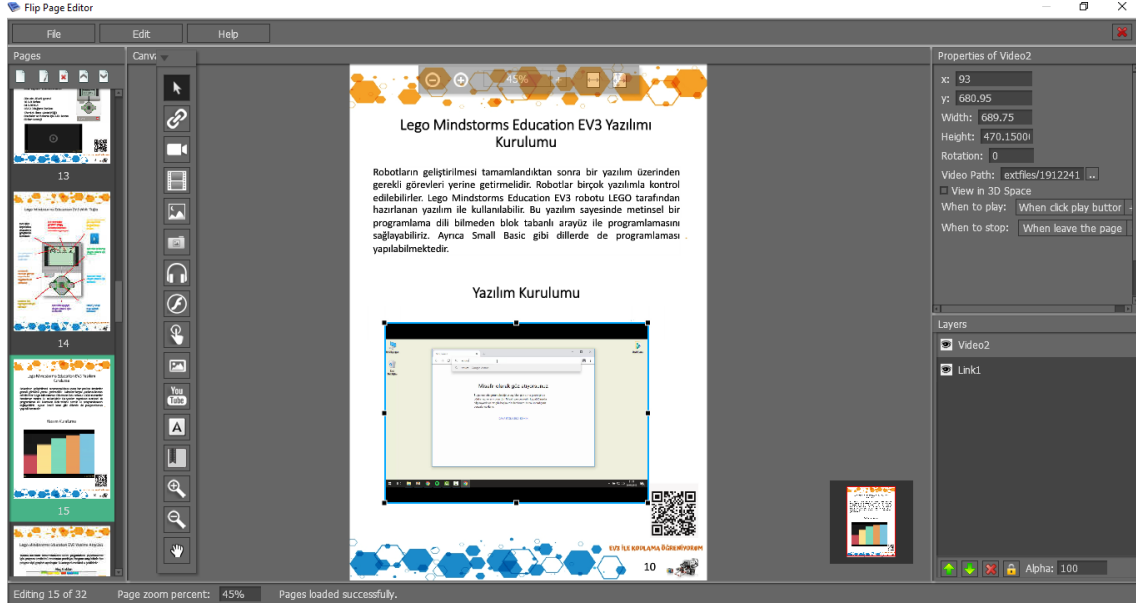 Flip Page Editor
File
Edit
Help
Pages
13
14
15
Canva
45%
Lego Mindstorms Education EV3 Yazılımı
Kurulumu
Robotların geliştirilmesi tamamlandıktan sonra bir yazılım üzerinden
gerekli görevleri yerine getirmelidir. Robotlar birçok yazılımla kontrol
edilebilirler. Lego Mindstorms Education EV3 robotu LEGO tarafından
hazırlanan yazılım ile kullanılabilir. Bu yazılım sayesinde metinsel bir
programlama dili bilmeden blok tabanlı arayüz ile programlamasını
sağlayabiliriz. Ayrıca Small Basic gibi dillerde de programlaması
yapılabilmektedir.
Yazılım Kurulumu
EV3 İLE KODLAMA ÖĞRENİYORUM
10
You
Tube
A
Properties of Video2
x: 93
y: 680.95
Width: 689.75
Height: 470.1500
Rotation: 0
Video Path: extfiles/1912241 ..
View in 3D Space
When to play: When click play buttor
When to stop: When leave the page
Layers
Video2
Link1
Alpha: 100
Editing 15 of 32
Page zoom percent: 45%
Pages loaded successfully.